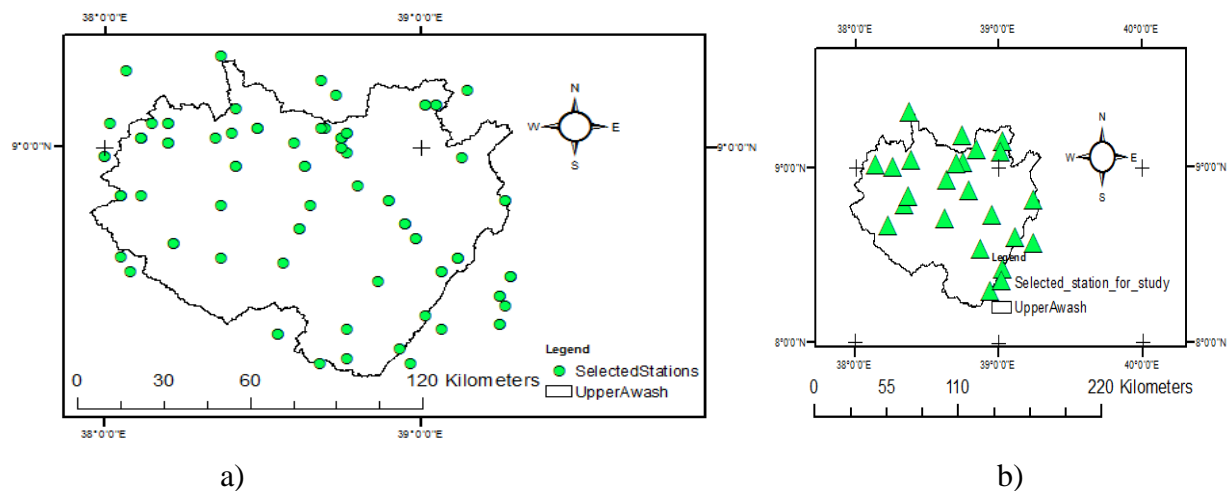 38°0'0"E 39°0'0"E
N
W E
S
9°0'0"N 9°0'0"N
Legend
SelectedStations
UpperAwash
0 30 60 120 Kilometers
38°0'0"E 39°0'0"E
a)
38°0'0"E 39°0'0"E 40°0'0"E
N
W E
S
9°0'0"N 9°0'0"N
Legend
Selected_station_for_study
UpperAwash
8°0'0"N 8°0'0"N
38°0'0"E 39°0'0"E 40°0'0"E
0 55 110 220 Kilometers
b)